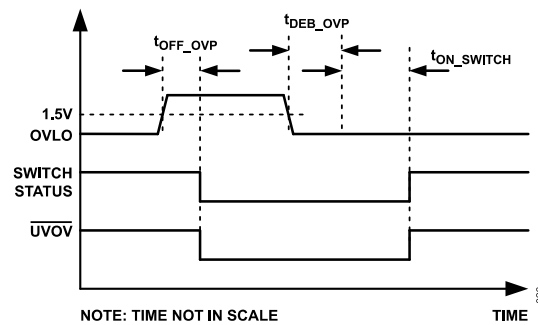 tOFF_OVP
tDEB_OVP
tON_SWITCH
1.5V
OVLO
SWITCH
STATUS
UVOV
NOTE: TIME NOT IN SCALE
TIME